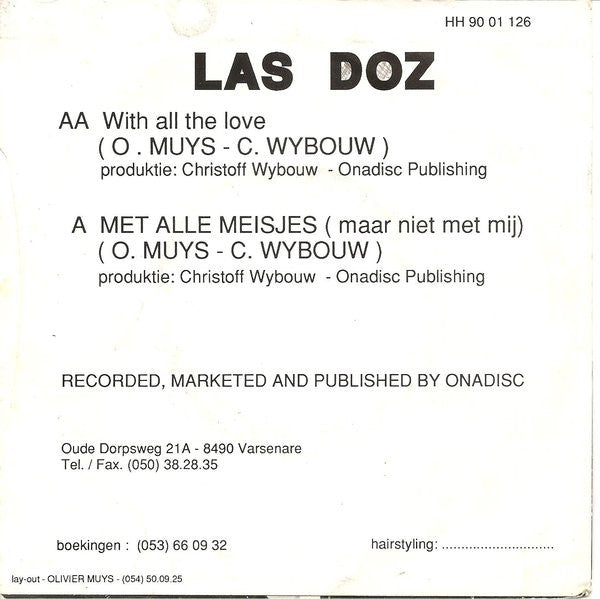 HH 90 01 126
LAS DOZ
AA With all the love
( O . MUYS - C. WYBOUW )
produktie: Christoff Wybouw - Onadisc Publishing
A MET ALLE MEISJES ( maar niet met mij)
( O. MUYS - C. WYBOUW )
produktie: Christoff Wybouw - Onadisc Publishing
RECORDED, MARKETED AND PUBLISHED BY ONADISC
Oude Dorpsweg 21A - 8490 Varsenare
Tel. / Fax. (050) 38.28.35
boekingen : (053) 66 09 32
hairstyling: ............................
lay-out - OLIVIER MUYS - (054) 50.09.25